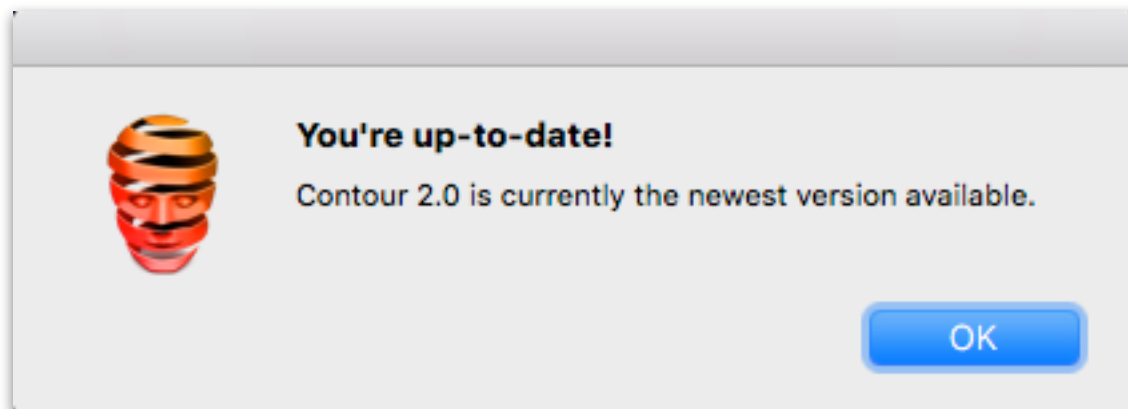 You're up-to-date!
Contour 2.0 is currently the newest version available.
OK